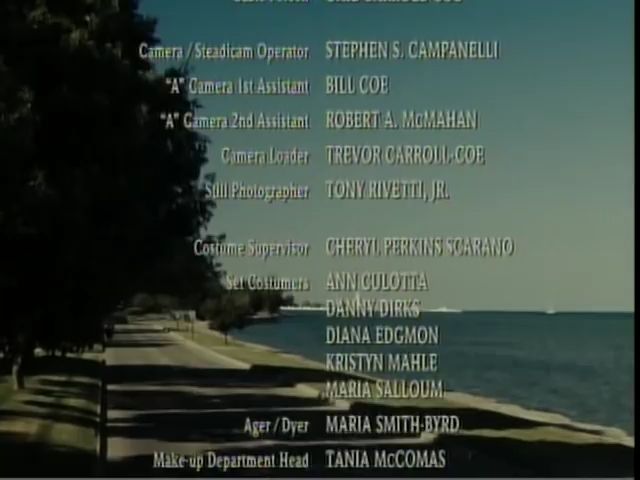 Camera / Steadicam Operator STEPHEN S. CAMPANELLI
"A" Camera 1st Assistant BILL COE
"A" Camera 2nd Assistant ROBERT A. McMAHAN
Camera Loader TREVOR CARROLL-COE
Still Photographer TONY RIVETTI, JR.
Costume Supervisor CHERYL PERKINS SCARANO
Set Costumers ANN CULOTTA
DANNY DIRKS
DIANA EDGMON
KRISTYN MAHLE
MARIA SALLOUM
Ager / Dyer MARIA SMITH-BYRD
Make-up Department Head TANIA McCOMAS